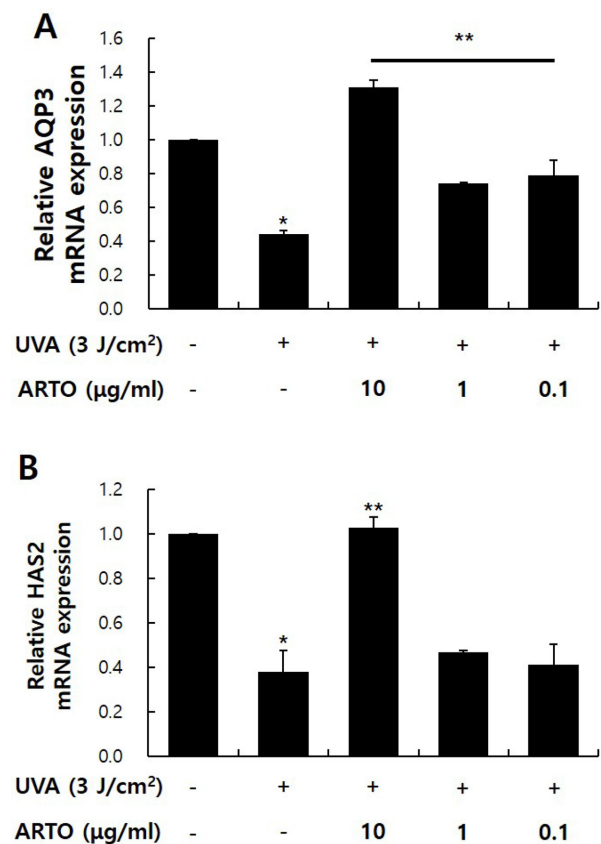 A
Relative AQP3
mRNA expression
1.6
1.4
1.2
1.0
0.8
0.6
0.4
0.2
0.0
*
**
UVA (3 J/cm²) - + + + +
ARTO (µg/ml) - - 10 1 0.1
B
Relative HAS2
mRNA expression
1.2
1.0
0.8
0.6
0.4
0.2
0.0
*
**
UVA (3 J/cm²) - + + + +
ARTO (µg/ml) - - 10 1 0.1